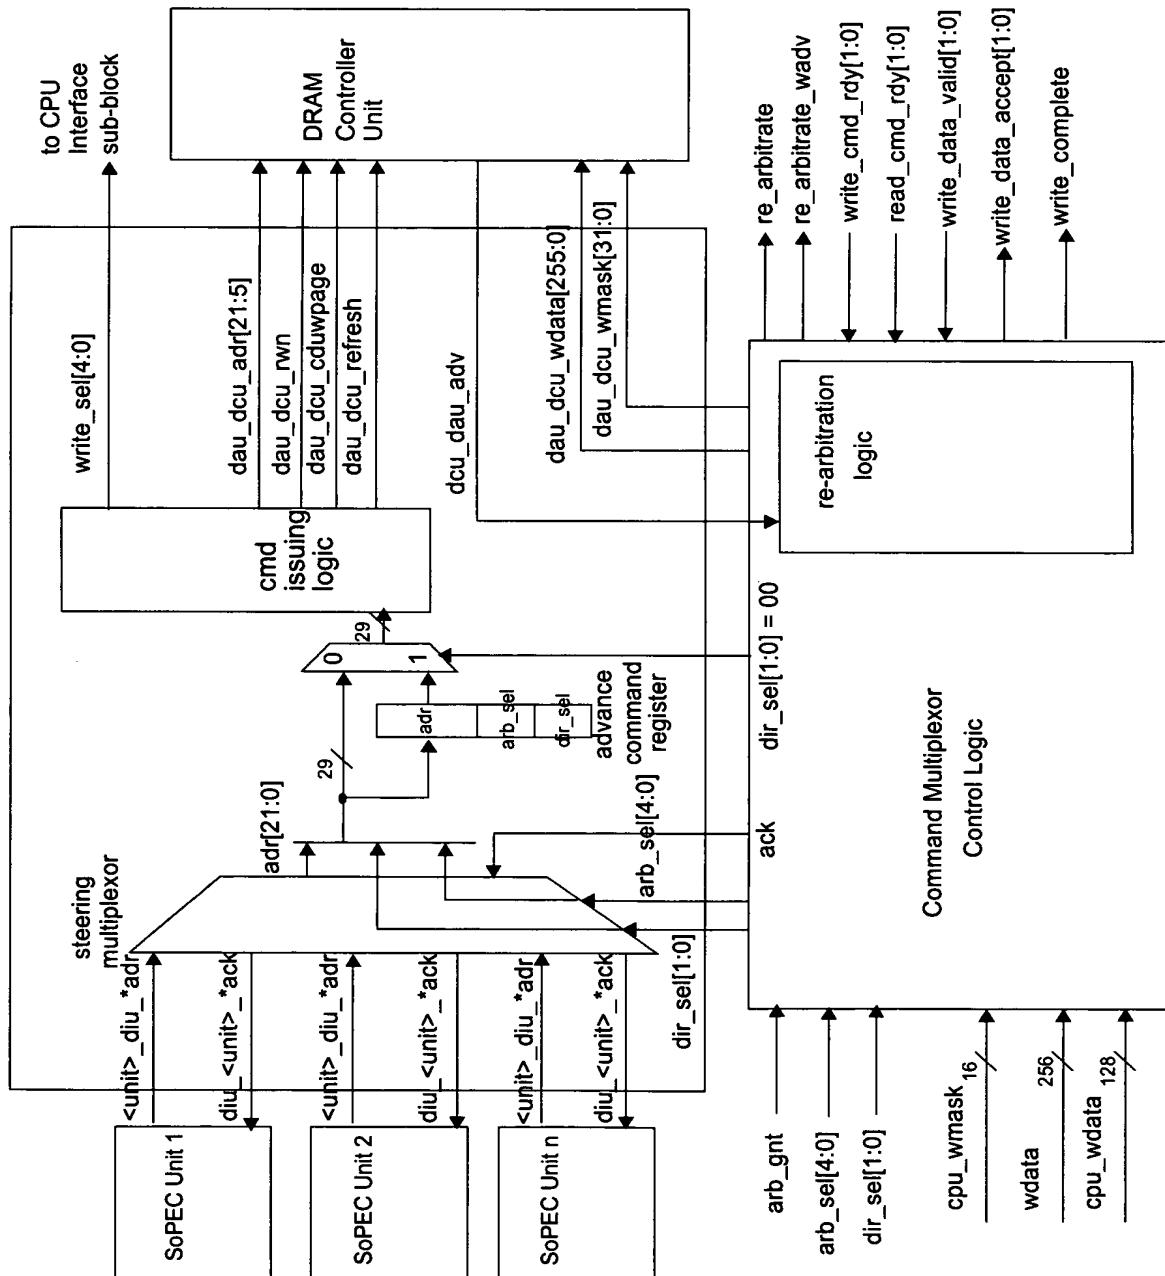 to CPU
Interface
sub-block
DRAM
Controller
Unit
write_sel[4:0]
dau_dcu_adr[21:5]
dau_dcu_rwn
dau_dcu_cduwpage
dau_dcu_refresh
dcu_dau_adv
dau_dcu_wdata[255:0]
dau_dcu_wmask[31:0]
re_arbitrate
re_arbitrate_wadv
write_cmd_rdy[1:0]
read_cmd_rdy[1:0]
write_data_valid[1:0]
write_data_accept[1:0]
write_complete
cmd
issuing
logic
re-arbitration
logic
29
0
1
adr
arb_sel
dir_sel
advance
command
register
dir_sel[1:0] = 00
29
adr[21:0]
arb_sel[4:0]
ack
Command Multiplexor
Control Logic
steering
multiplexor
<unit>_diu_*adr
diu_<unit>_*ack
<unit>_diu_*adr
diu_<unit>_*ack
<unit>_diu_*adr
diu_<unit>_*ack
dir_sel[1:0]
SoPEC Unit 1
SoPEC Unit 2
SoPEC Unit n
arb_gnt
arb_sel[4:0]
dir_sel[1:0]
cpu_wmask
16
wdata
256
cpu_wdata
128